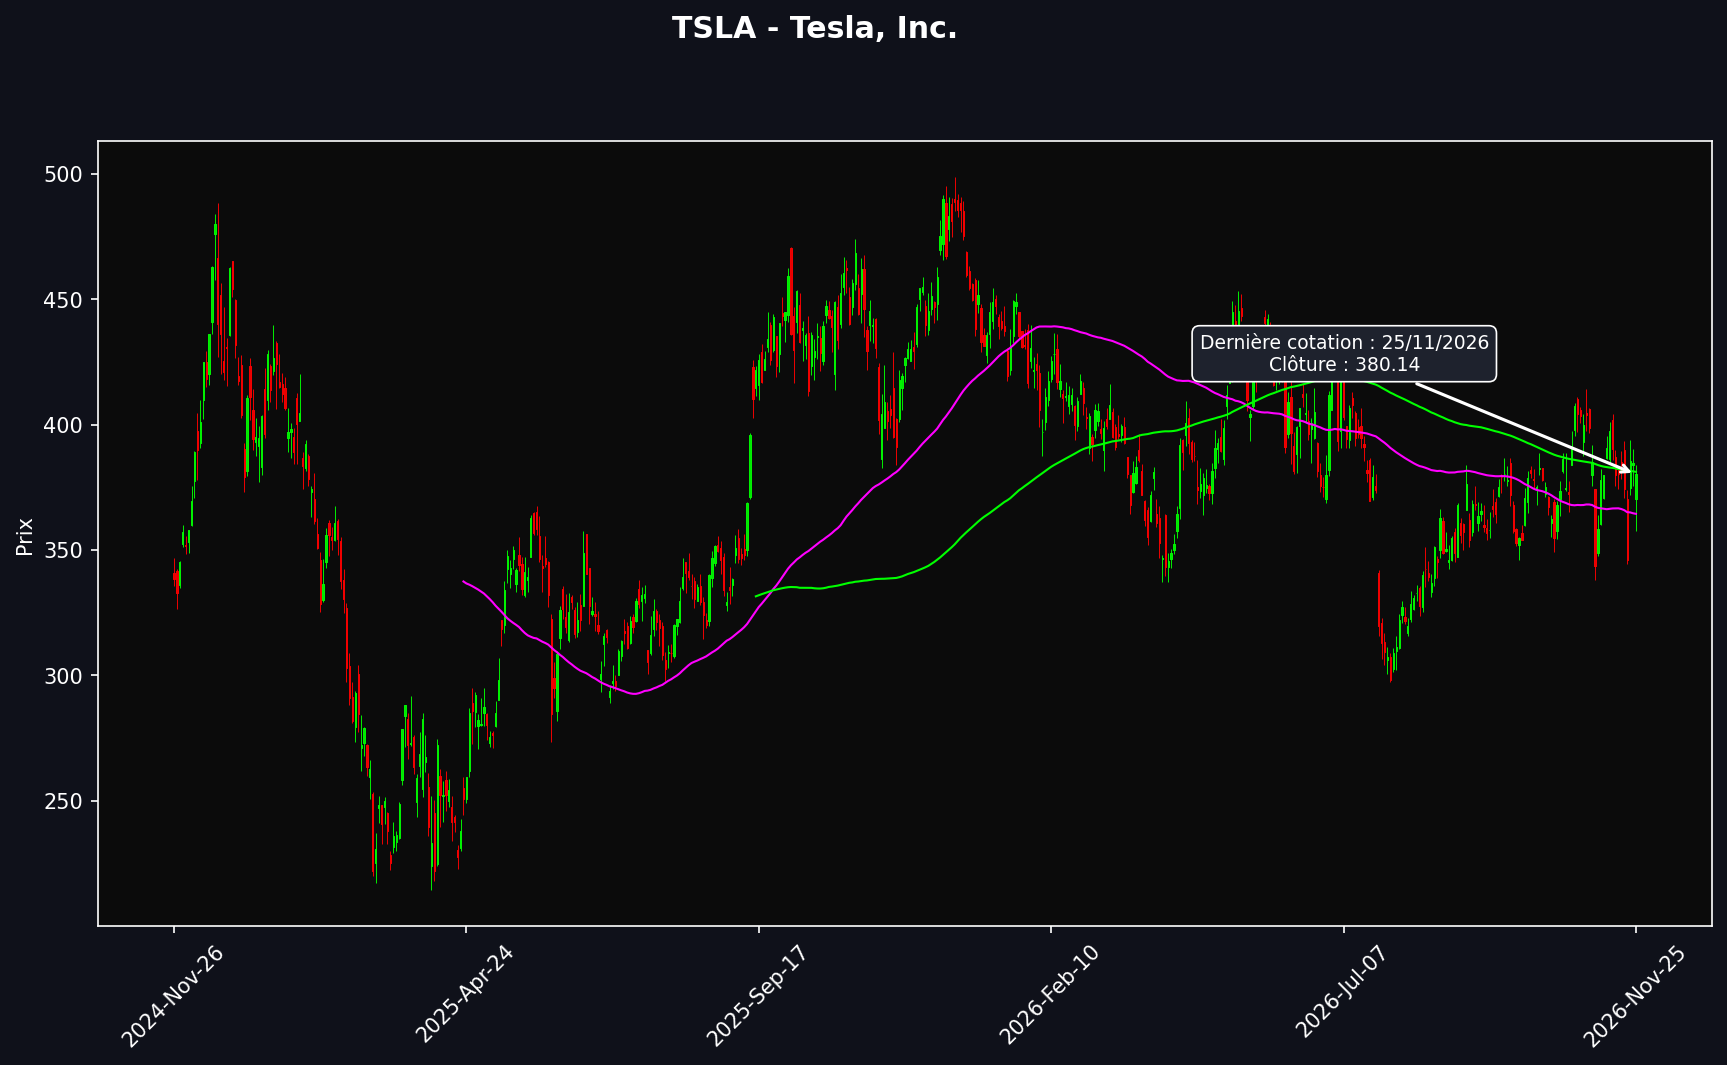 TSLA - Tesla, Inc.
500
450
400
350
300
250
Prix
Dernière cotation : 25/11/2026
Clôture : 380.14
2024-Nov-26
2025-Apr-24
2025-Sep-17
2026-Feb-10
2026-Jul-07
2026-Nov-25